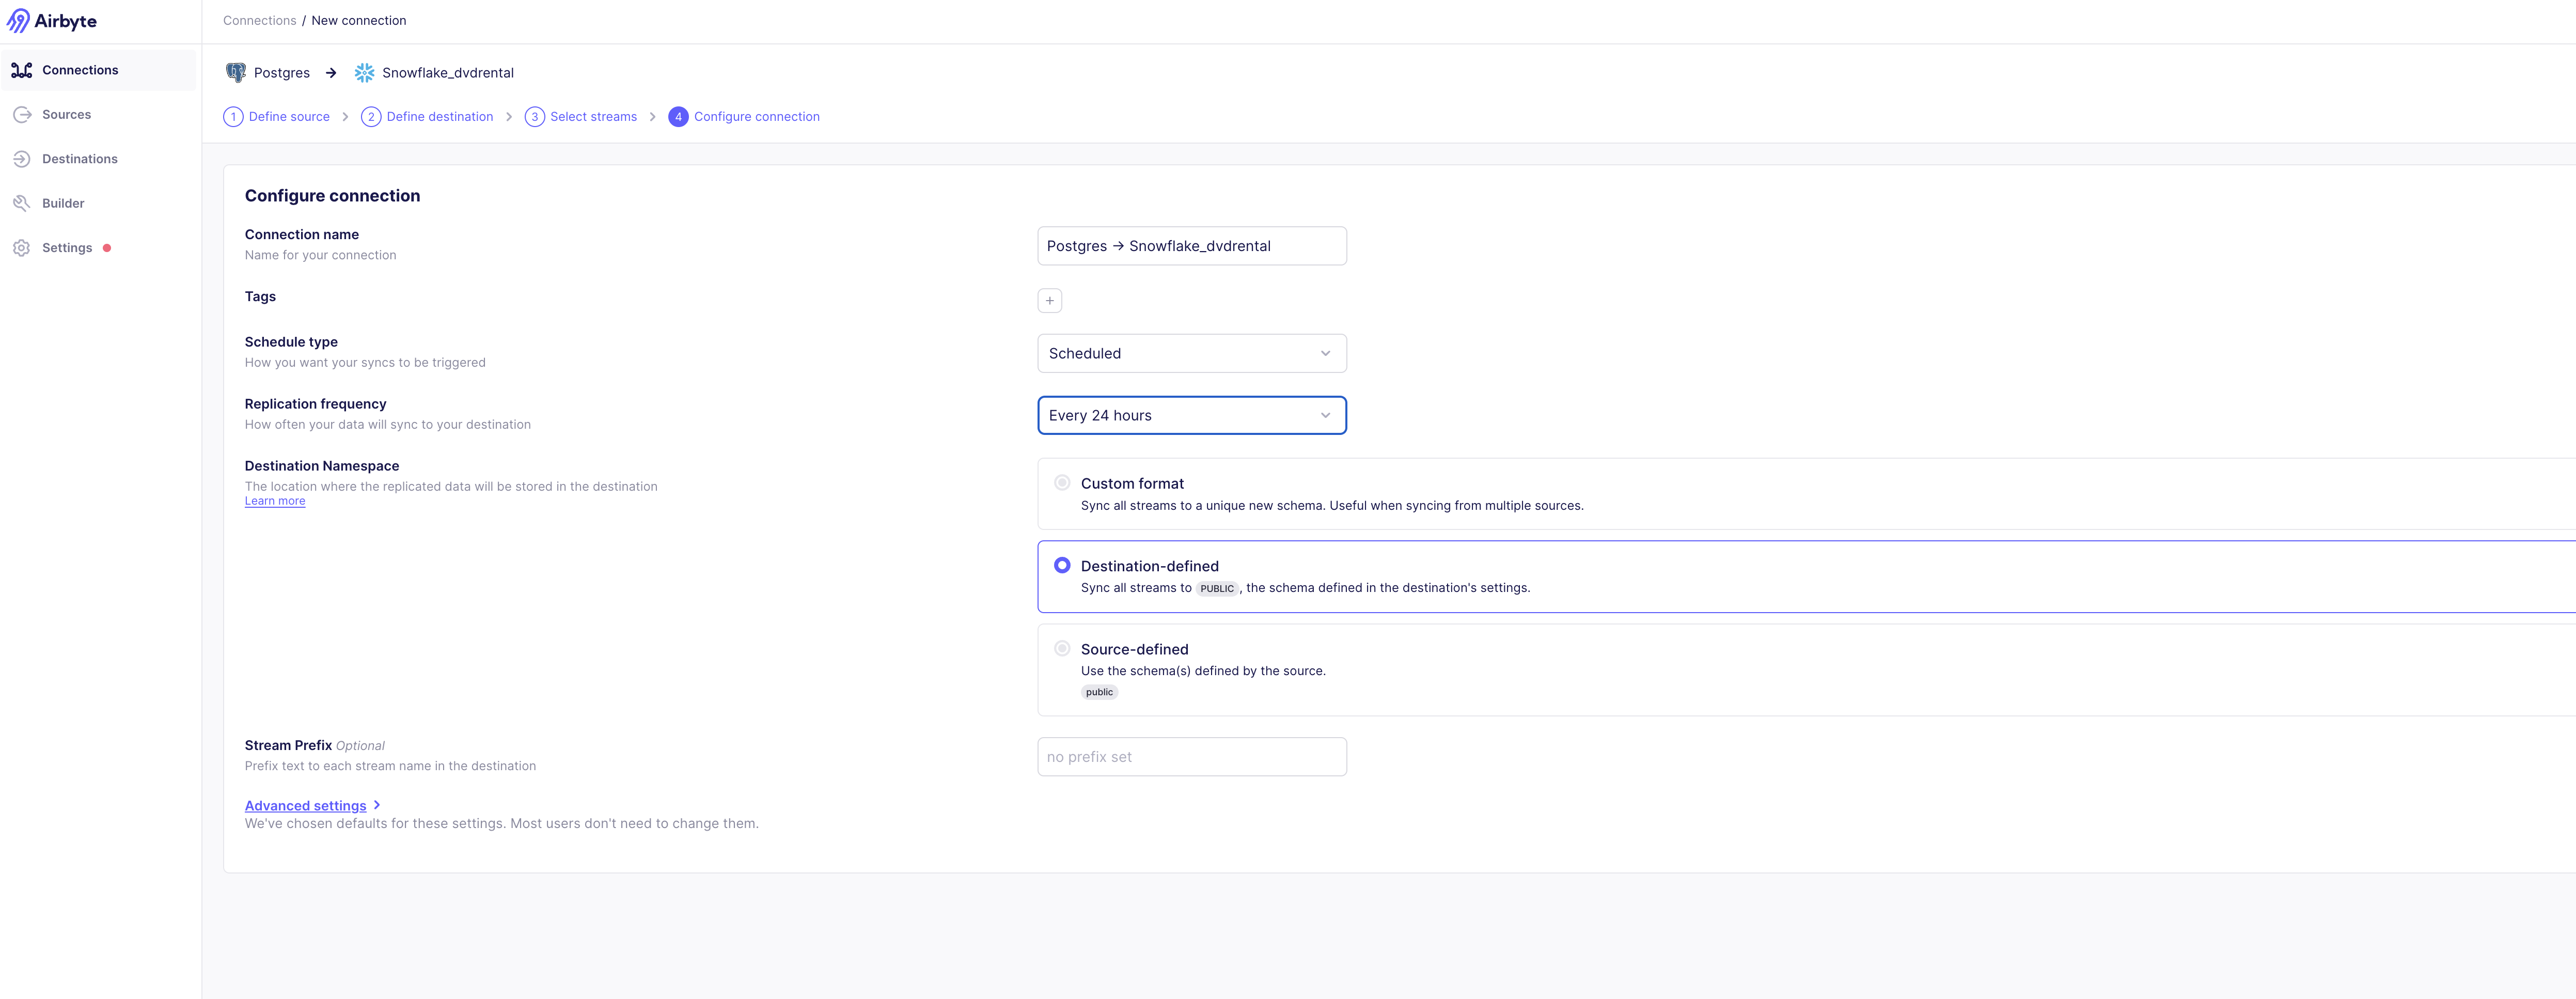 Airbyte
Connections / New connection
Connections
Sources
Destinations
Builder
Settings
Postgres → Snowflake_dvdrental
1 Define source > 2 Define destination > 3 Select streams > 4 Configure connection
Configure connection
Connection name
Name for your connection
Postgres → Snowflake_dvdrental
Tags
+
Schedule type
How you want your syncs to be triggered
Scheduled
Replication frequency
How often your data will sync to your destination
Every 24 hours
Destination Namespace
The location where the replicated data will be stored in the destination
Learn more
Custom format
Sync all streams to a unique new schema. Useful when syncing from multiple sources.
Destination-defined
Sync all streams to PUBLIC, the schema defined in the destination's settings.
Source-defined
Use the schema(s) defined by the source.
public
Stream Prefix Optional
Prefix text to each stream name in the destination
no prefix set
Advanced settings >
We've chosen defaults for these settings. Most users don't need to change them.